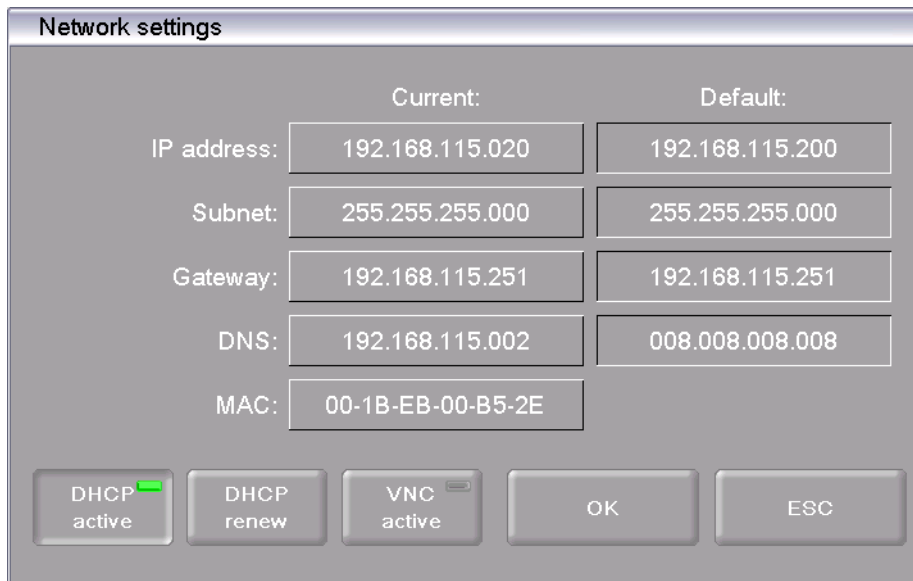 Network settings
Current: Default:
IP address: 192.168.115.020 192.168.115.200
Subnet: 255.255.255.000 255.255.255.000
Gateway: 192.168.115.251 192.168.115.251
DNS: 192.168.115.002 008.008.008.008
MAC: 00-1B-EB-00-B5-2E
DHCP active
DHCP renew
VNC active
OK
ESC